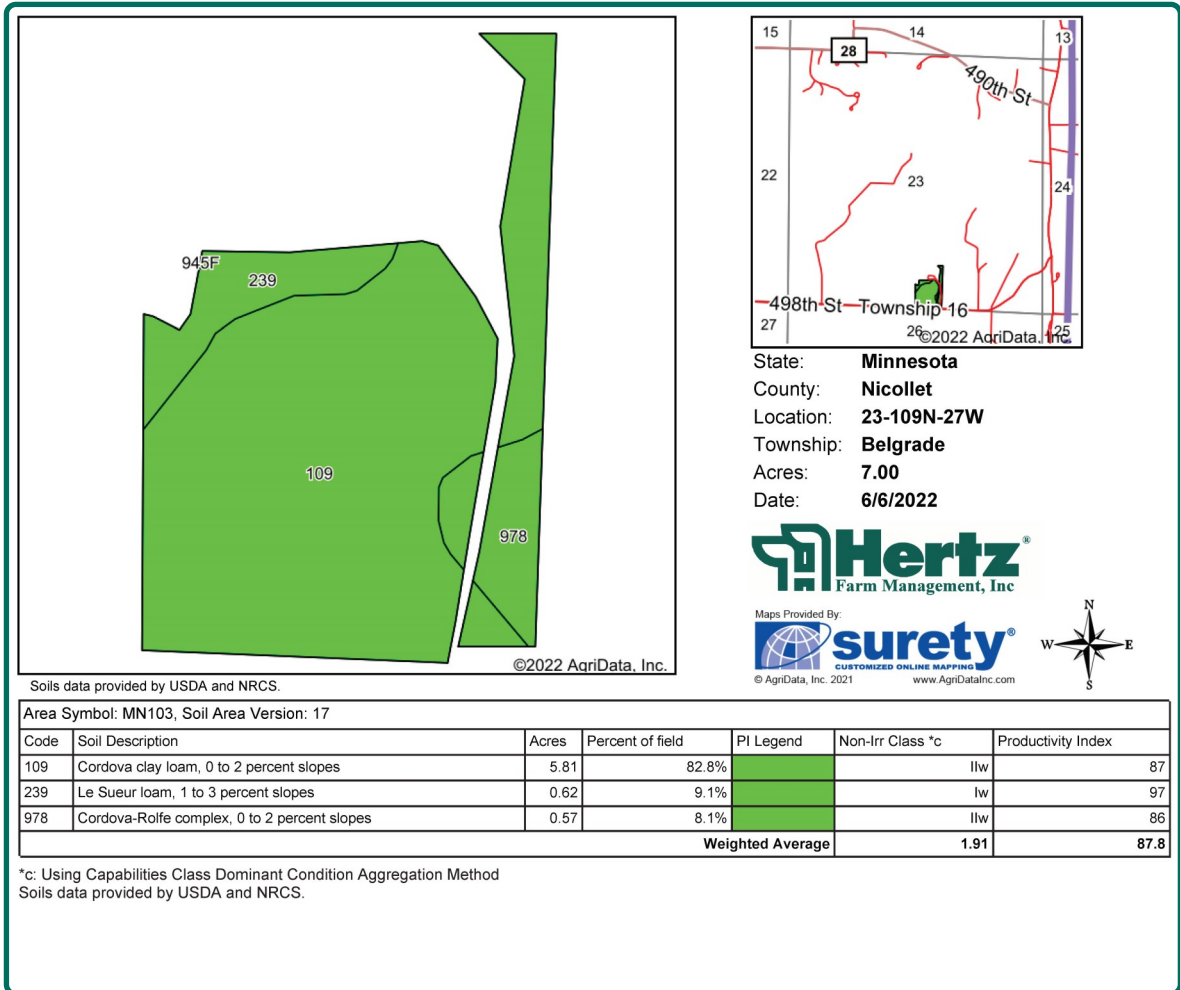 945F
239
109
978
©2022 AgriData, Inc.
Soils data provided by USDA and NRCS.
15
14
13
28
490th St
22
23
24
498th St
Township 16
27
26
25
©2022 AgriData, Inc.
State: Minnesota
County: Nicollet
Location: 23-109N-27W
Township: Belgrade
Acres: 7.00
Date: 6/6/2022
Hertz®
Farm Management, Inc
Maps Provided By:
surety®
CUSTOMIZED ONLINE MAPPING
© AgriData, Inc. 2021 www.AgriDataInc.com
N
W E
S
Area Symbol: MN103, Soil Area Version: 17
Code Soil Description Acres Percent of field PI Legend Non-Irr Class *c Productivity Index
109 Cordova clay loam, 0 to 2 percent slopes 5.81 82.8% IIw 87
239 Le Sueur loam, 1 to 3 percent slopes 0.62 9.1% Iw 97
978 Cordova-Rolfe complex, 0 to 2 percent slopes 0.57 8.1% IIw 86
Weighted Average 1.91 87.8
*c: Using Capabilities Class Dominant Condition Aggregation Method
Soils data provided by USDA and NRCS.